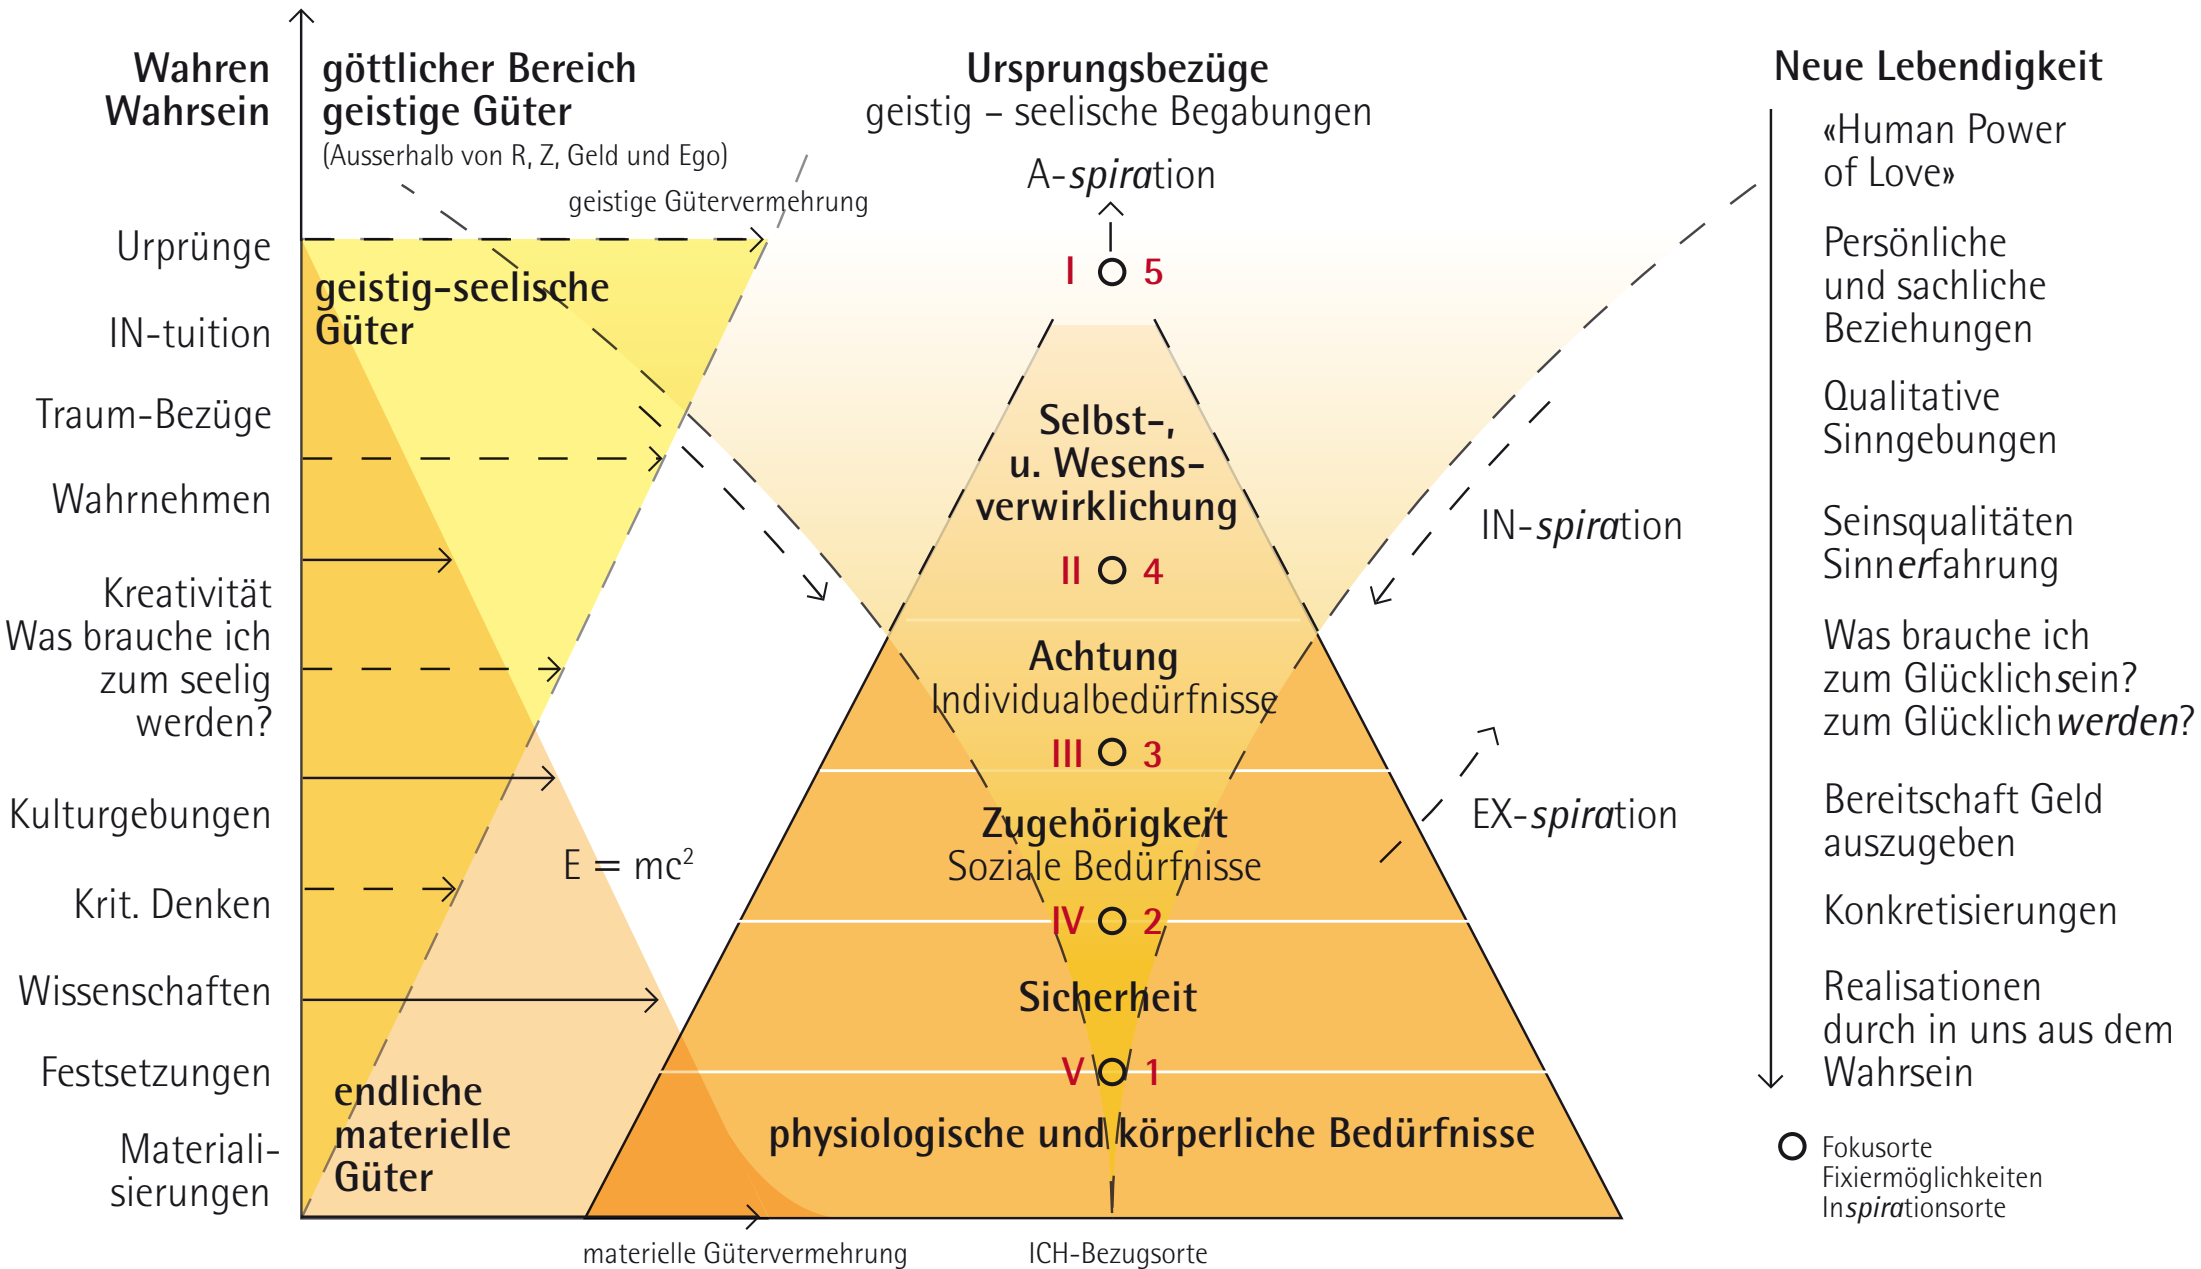 Wahren
Wahrsein
Urprünge
IN-tuition
Traum-Bezüge
Wahrnehmen
Kreativität
Was brauche ich
zum seelig
werden?
Kulturgebungen
Krit. Denken
Wissenschaften
Festsetzungen
Materiali-
sierungen
göttlicher Bereich
geistige Güter
(Ausserhalb von R, Z, Geld und Ego)
geistige Gütervermehrung
geistig-seelische
Güter
E = mc²
endliche
materielle
Güter
materielle Gütervermehrung
Ursprungsbezüge
geistig – seelische Begabungen
A-spiration
I 5
Selbst-,
u. Wesens-
verwirklichung
II 4
Achtung
Individualbedürfnisse
III 3
Zugehörigkeit
Soziale Bedürfnisse
IV 2
Sicherheit
V 1
physiologische und körperliche Bedürfnisse
ICH-Bezugsorte
IN-spiration
EX-spiration
Neue Lebendigkeit
«Human Power
of Love»
Persönliche
und sachliche
Beziehungen
Qualitative
Sinngebungen
Seinsqualitäten
Sinnerfahrung
Was brauche ich
zum Glücklichsein?
zum Glücklichwerden?
Bereitschaft Geld
auszugeben
Konkretisierungen
Realisationen
durch in uns aus dem
Wahrsein
Fokusorte
Fixiermöglichkeiten
Inspirationsorte